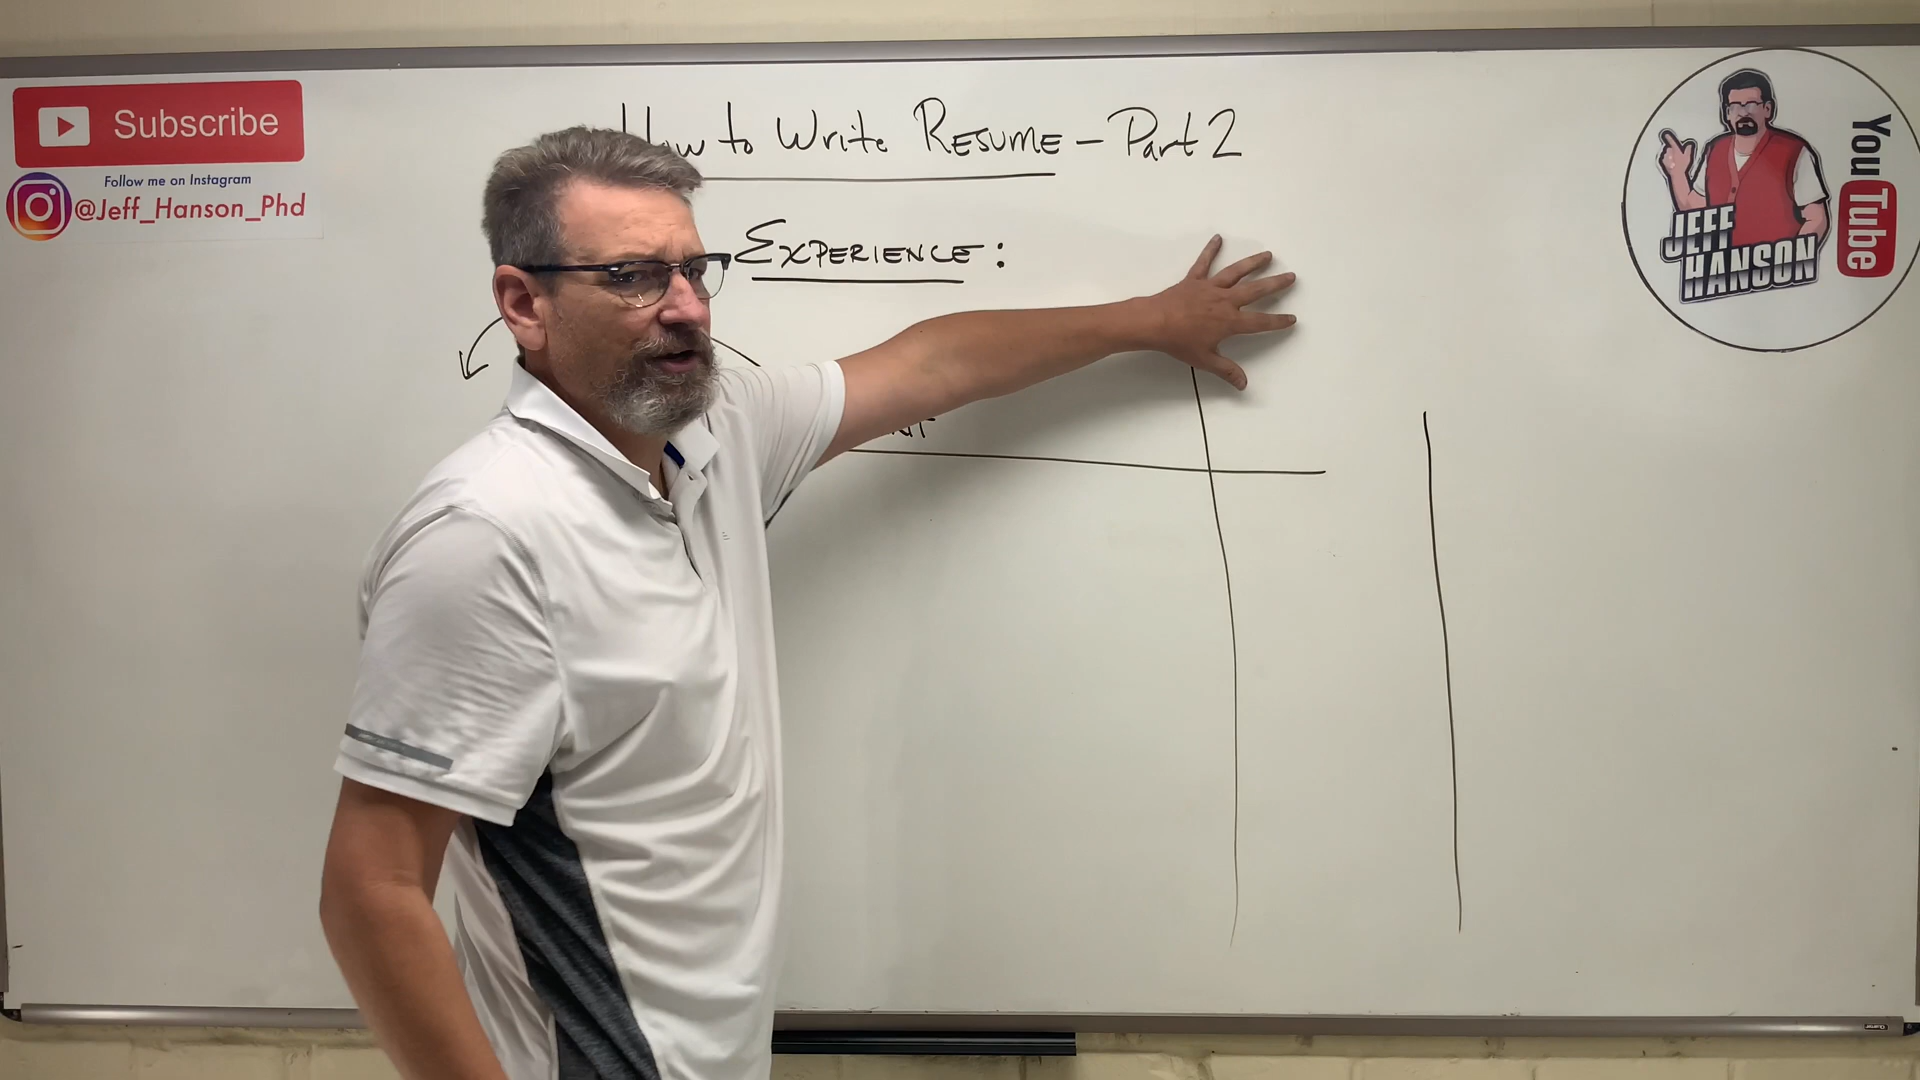 Subscribe
Follow me on Instagram
@Jeff_Hanson_Phd
How to Write RESUME - Part 2
EXPERIENCE:
JEFF
HANSON
YouTube